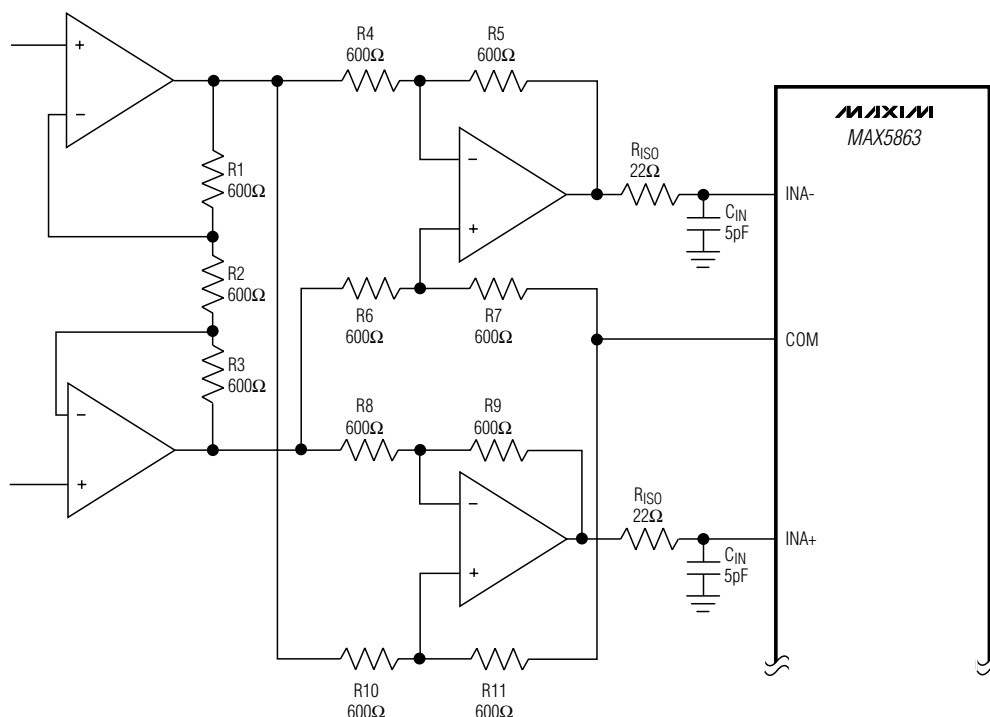 R4
600Ω
R5
600Ω
+
−
R1
600Ω
R2
600Ω
R3
600Ω
−
+
−
+
R6
600Ω
R7
600Ω
RISO
22Ω
CIN
5pF
MAXIM
MAX5863
INA-
COM
R8
600Ω
R9
600Ω
−
+
RISO
22Ω
CIN
5pF
INA+
R10
600Ω
R11
600Ω